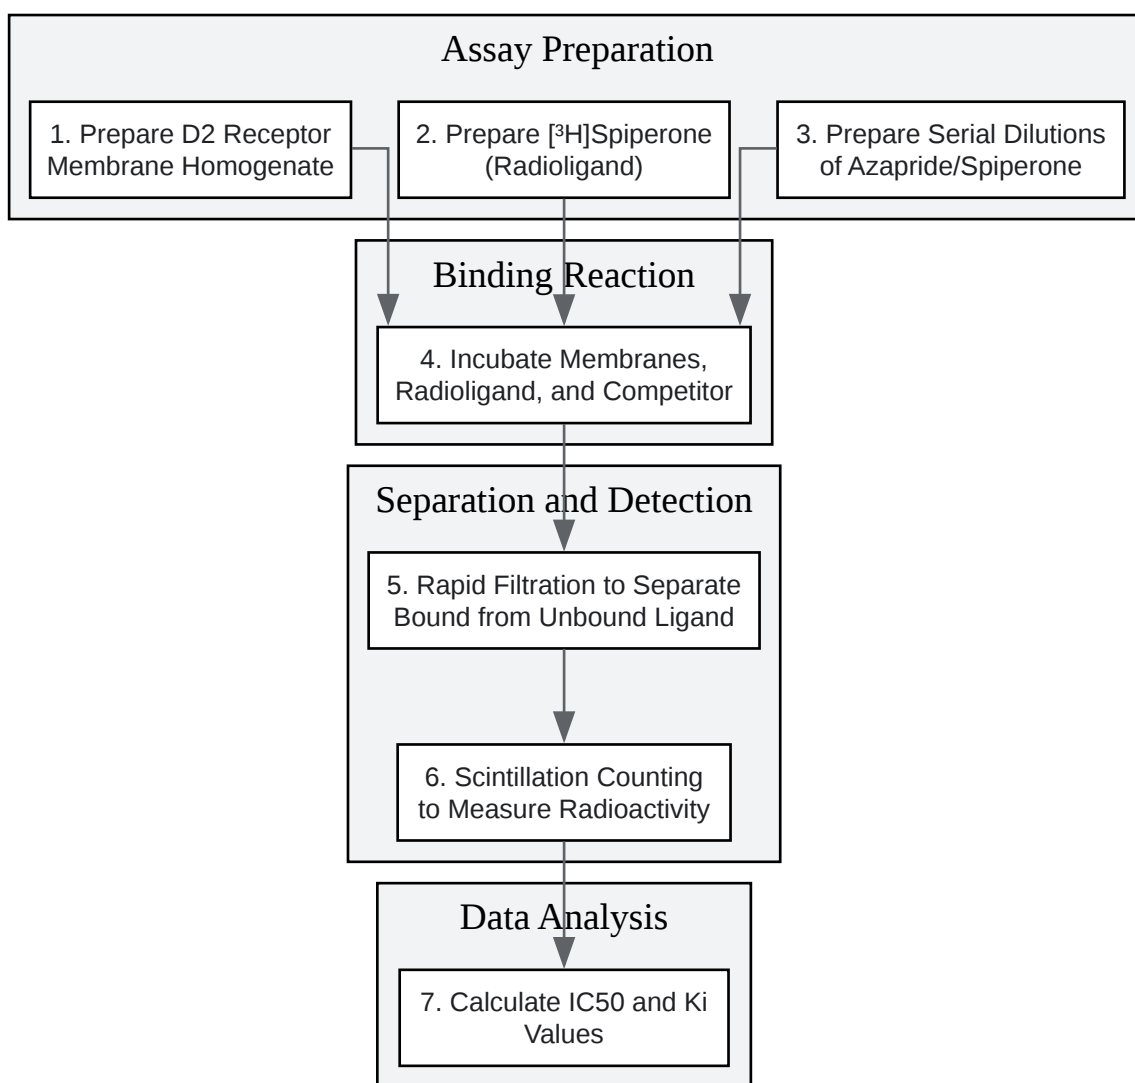 Assay Preparation
1. Prepare D2 Receptor
Membrane Homogenate
2. Prepare [³H]Spiperone
(Radioligand)
3. Prepare Serial Dilutions
of Azapride/Spiperone
Binding Reaction
4. Incubate Membranes,
Radioligand, and Competitor
Separation and Detection
5. Rapid Filtration to Separate
Bound from Unbound Ligand
6. Scintillation Counting
to Measure Radioactivity
Data Analysis
7. Calculate IC50 and Ki
Values